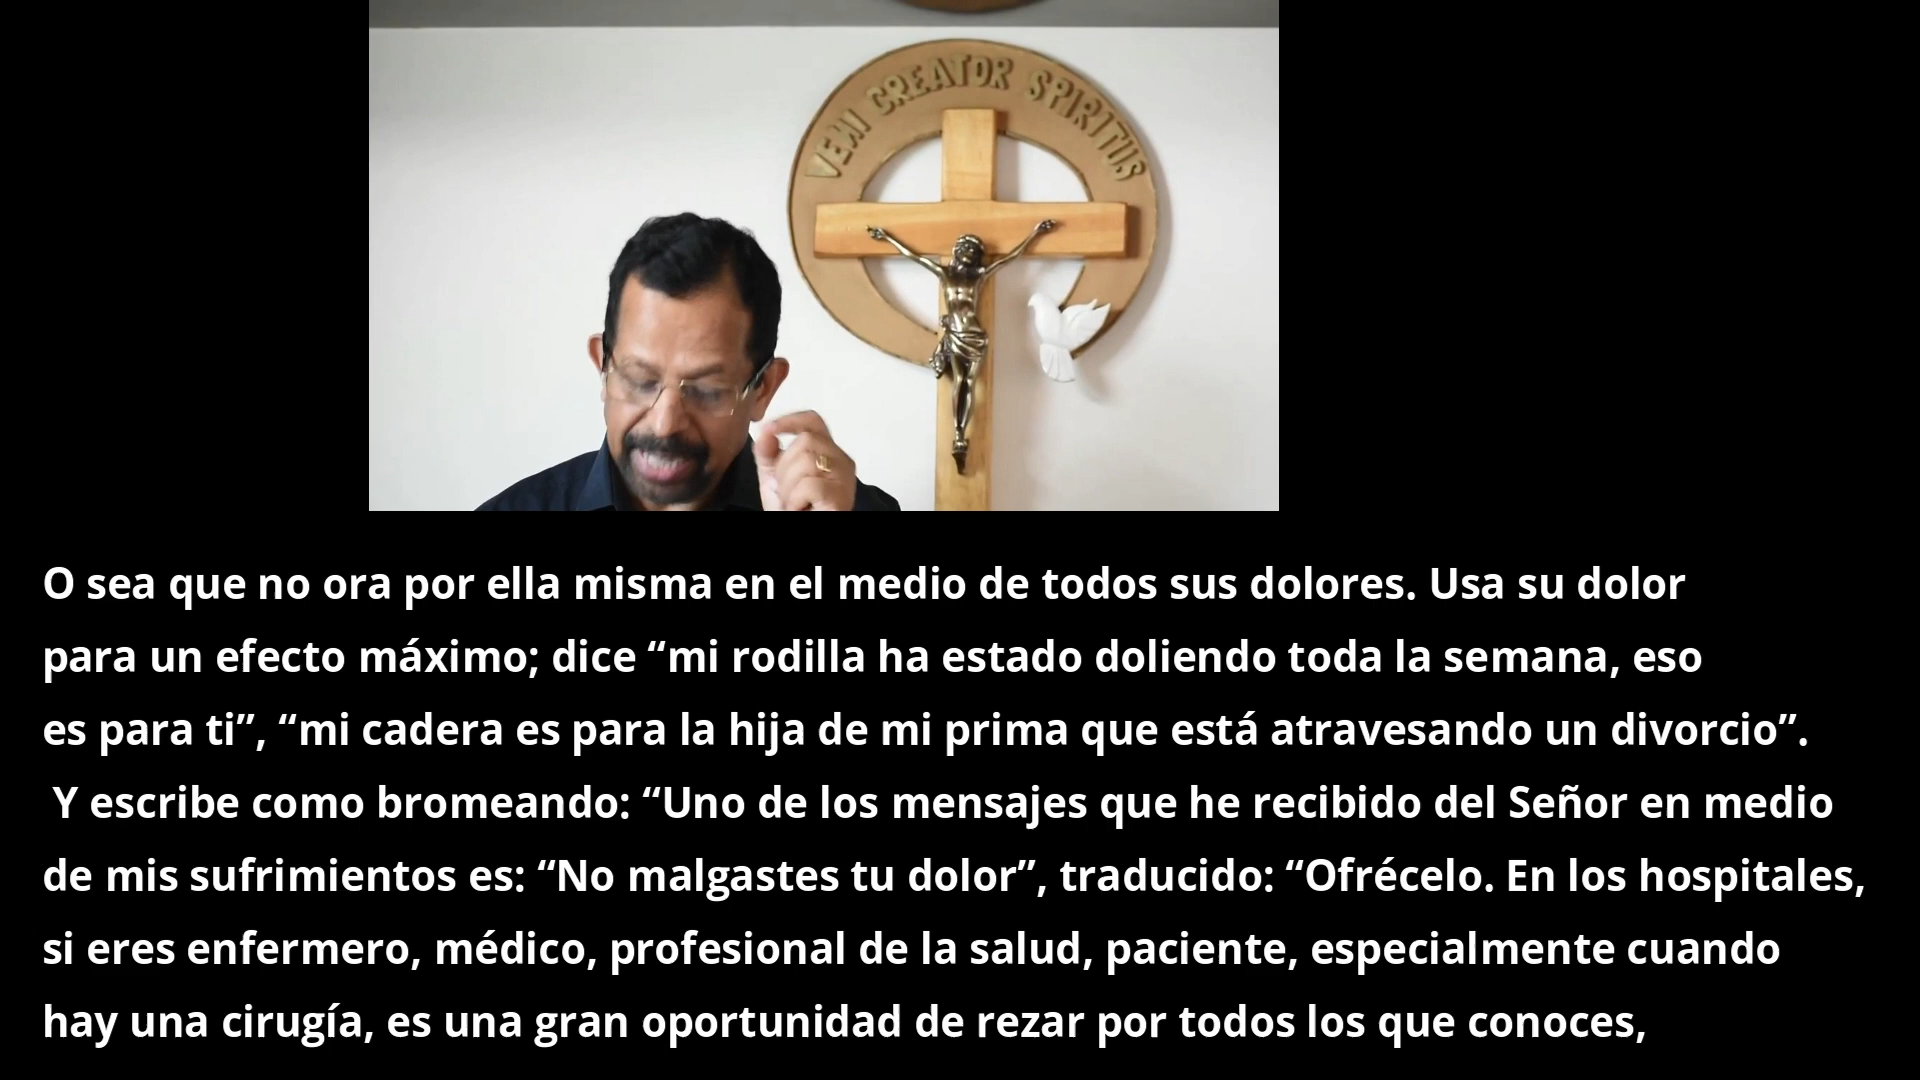 VENI CREATOR SPIRITUS
O sea que no ora por ella misma en el medio de todos sus dolores. Usa su dolor
para un efecto máximo; dice “mi rodilla ha estado doliendo toda la semana, eso
es para ti”, “mi cadera es para la hija de mi prima que está atravesando un divorcio”.
Y escribe como bromeando: “Uno de los mensajes que he recibido del Señor en medio
de mis sufrimientos es: “No malgastes tu dolor”, traducido: “Ofrécelo. En los hospitales,
si eres enfermero, médico, profesional de la salud, paciente, especialmente cuando
hay una cirugía, es una gran oportunidad de rezar por todos los que conoces,